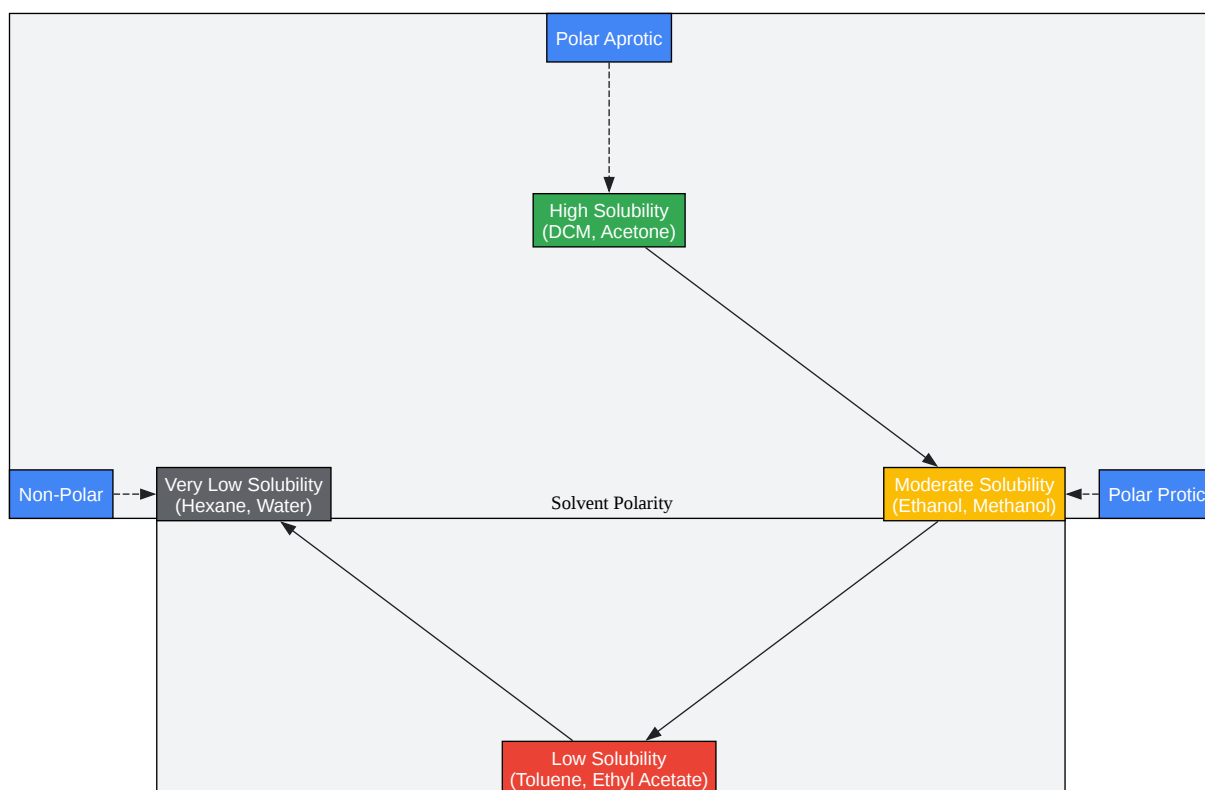 Polar Aprotic
High Solubility
(DCM, Acetone)
Non-Polar
Very Low Solubility
(Hexane, Water)
Solvent Polarity
Moderate Solubility
(Ethanol, Methanol)
Polar Protic
Low Solubility
(Toluene, Ethyl Acetate)